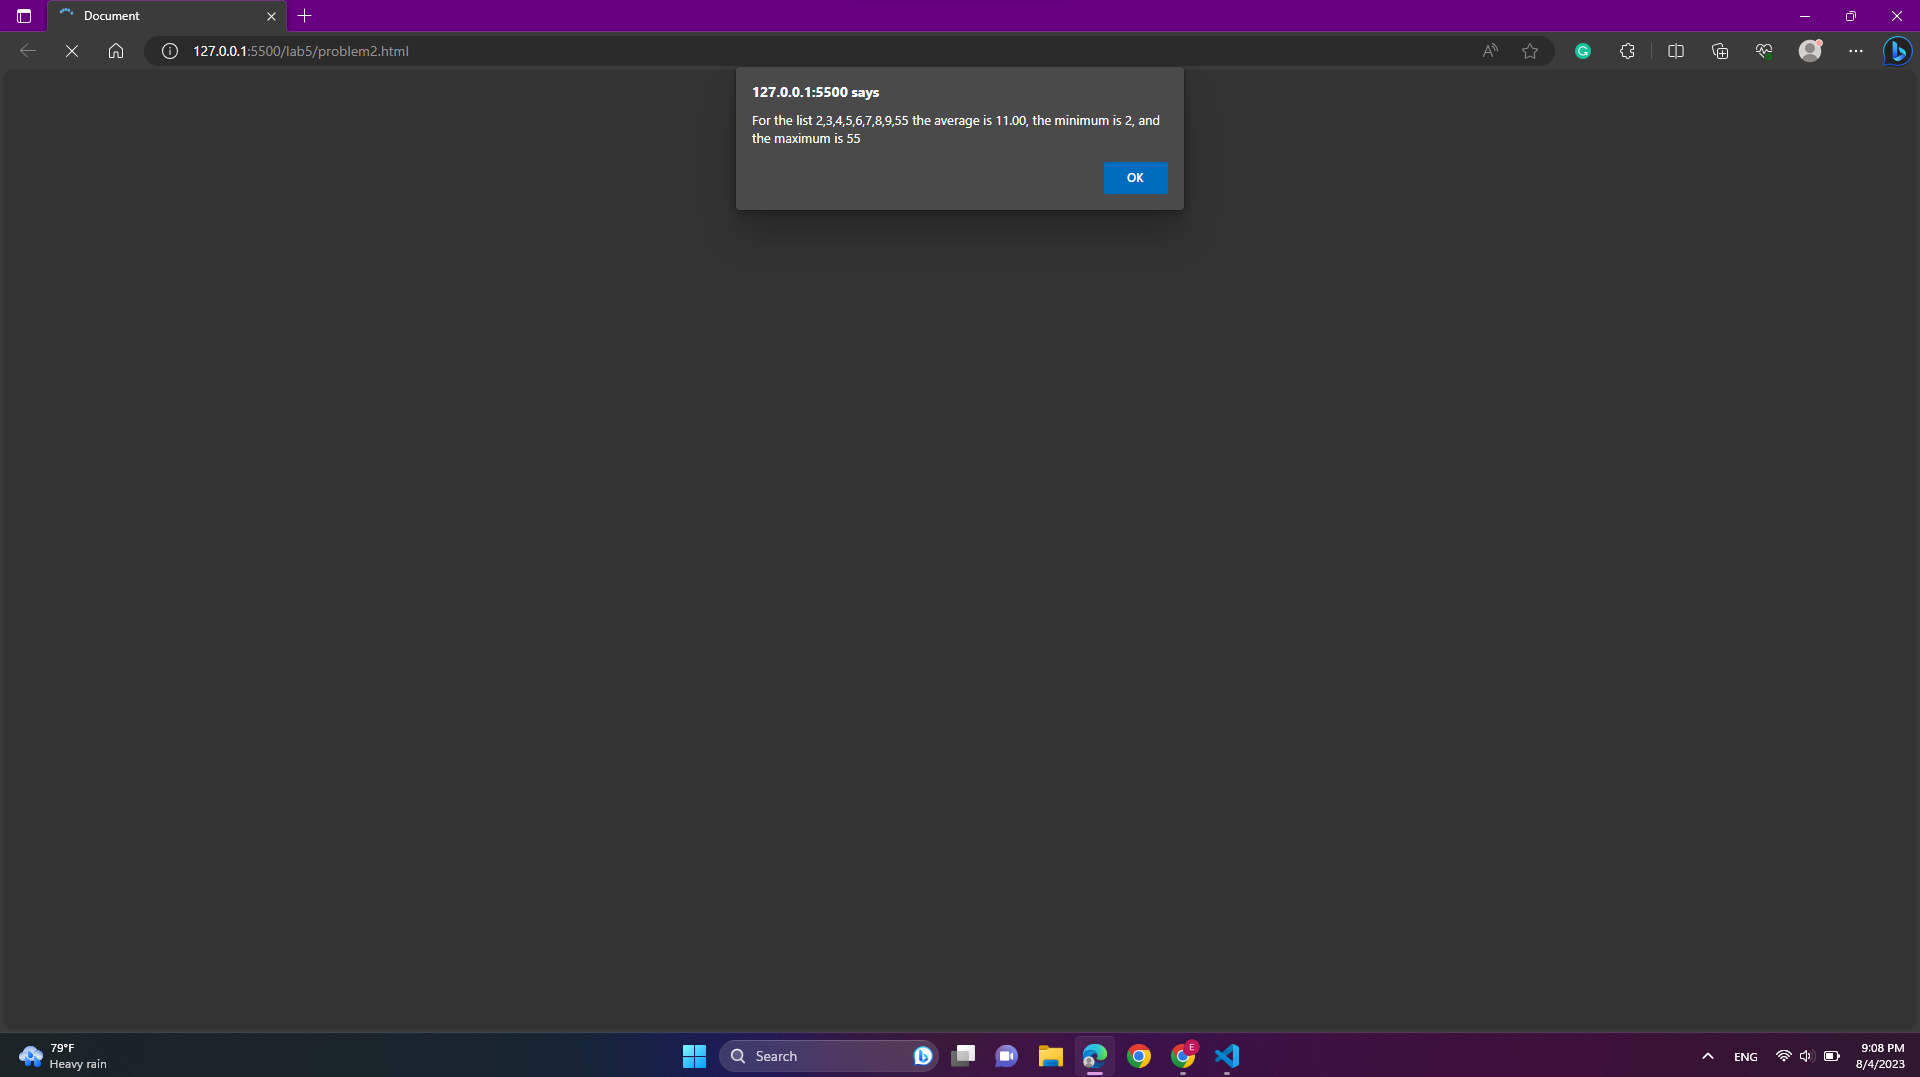 Document
127.0.0.1:5500/lab5/problem2.html
127.0.0.1:5500 says
For the list 2,3,4,5,6,7,8,9,55 the average is 11.00, the minimum is 2, and
the maximum is 55
OK
79°F
Heavy rain
Search
E
ENG
9:08 PM
8/4/2023